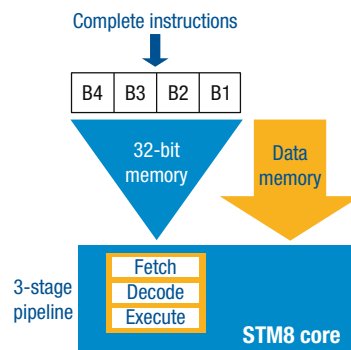 Complete instructions
B4 B3 B2 B1
32-bit
memory
Data
memory
3-stage
pipeline
Fetch
Decode
Execute
STM8 core